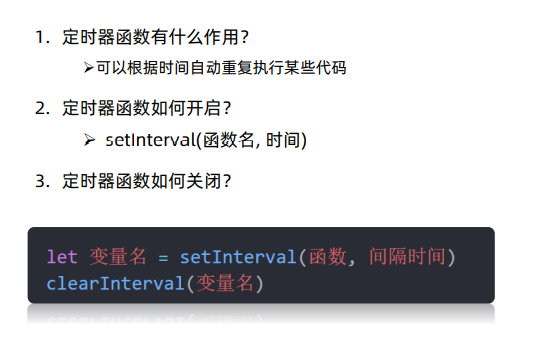 1. 定时器函数有什么作用？
➢可以根据时间自动重复执行某些代码
2. 定时器函数如何开启？
➢ setInterval(函数名, 时间)
3. 定时器函数如何关闭？
let 变量名 = setInterval(函数, 间隔时间)
clearInterval(变量名)